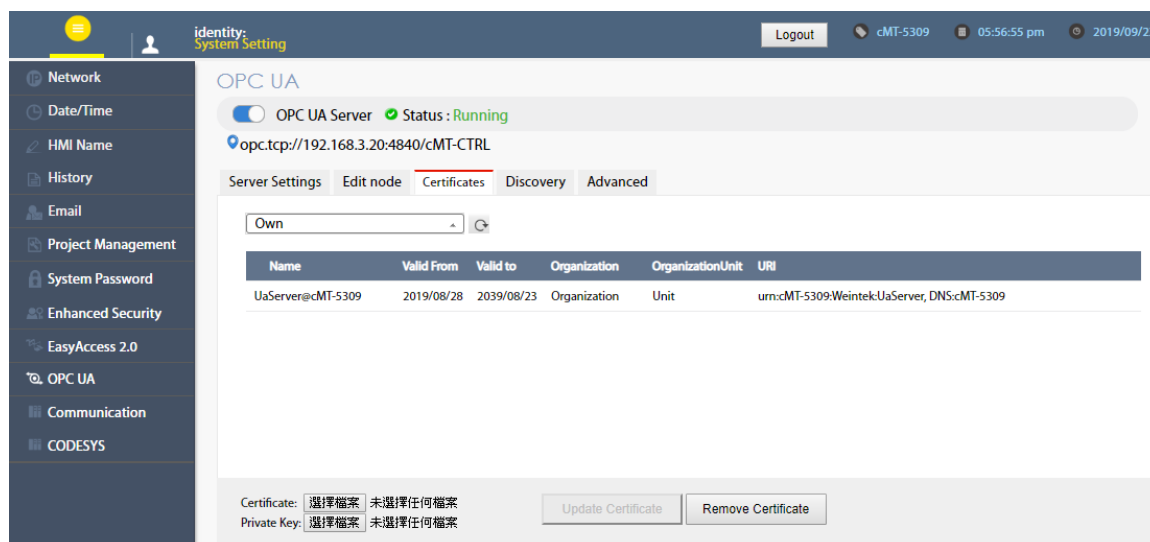 identity:
System Setting
Logout
cMT-5309
05:56:55 pm
2019/09/2
Network
Date/Time
HMI Name
History
Email
Project Management
System Password
Enhanced Security
EasyAccess 2.0
OPC UA
Communication
CODESYS
OPC UA
OPC UA Server Status : Running
opc.tcp://192.168.3.20:4840/cMT-CTRL
Server Settings Edit node Certificates Discovery Advanced
Own
Name Valid From Valid to Organization OrganizationUnit URI
UaServer@cMT-5309 2019/08/28 2039/08/23 Organization Unit urn:cMT-5309:Weintek:UaServer, DNS:cMT-5309
Certificate: 選擇檔案 未選擇任何檔案
Private Key: 選擇檔案 未選擇任何檔案
Update Certificate Remove Certificate